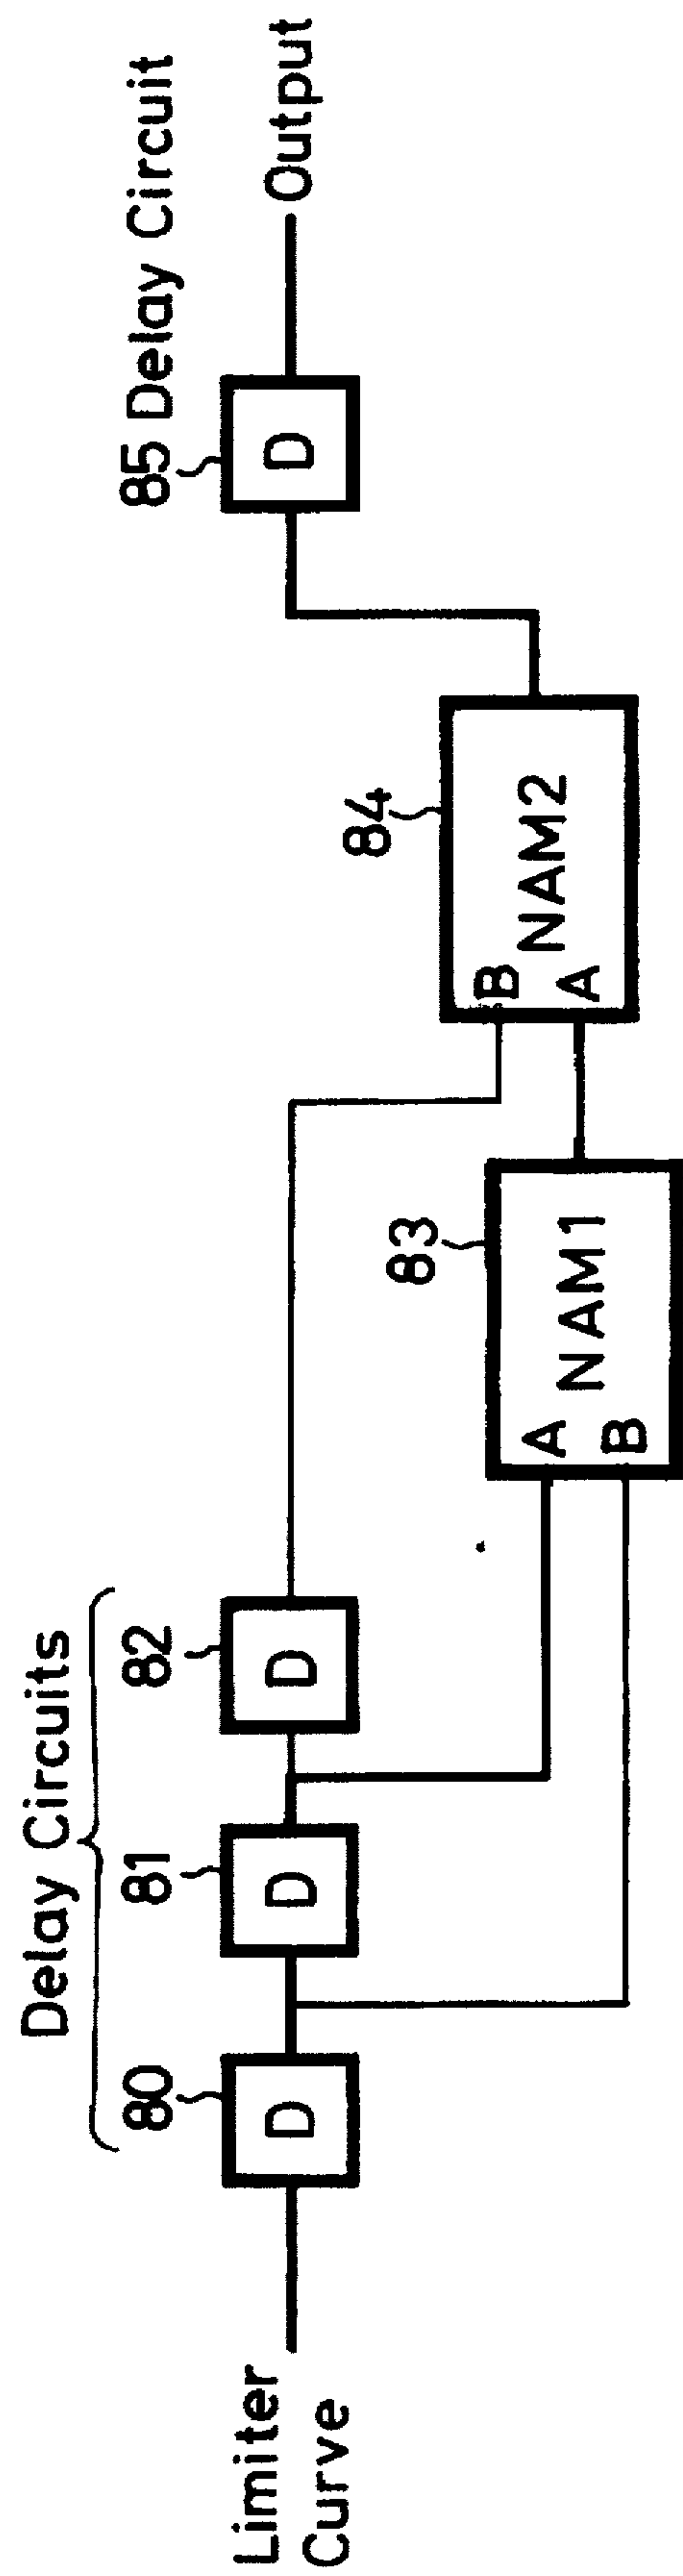 Delay Circuits
80
81
82
85 Delay Circuit
Limiter
Curve
D
D
D
D
Output
83
84
A
B
NAM1
B
A
NAM2